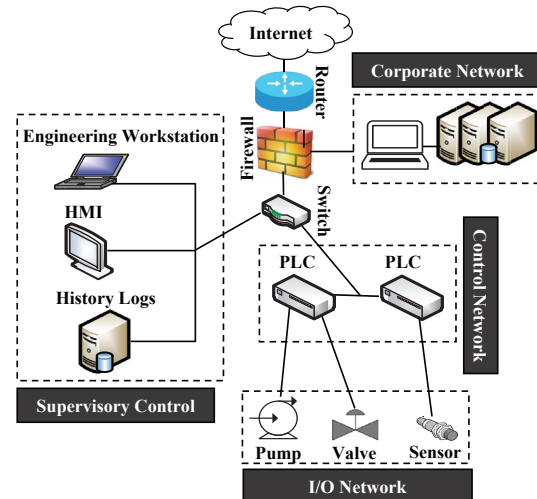 Internet
Router
Corporate Network
Engineering Workstation
Firewall
HMI
Switch
PLC
PLC
Control Network
History Logs
Supervisory Control
Pump
Valve
Sensor
I/O Network